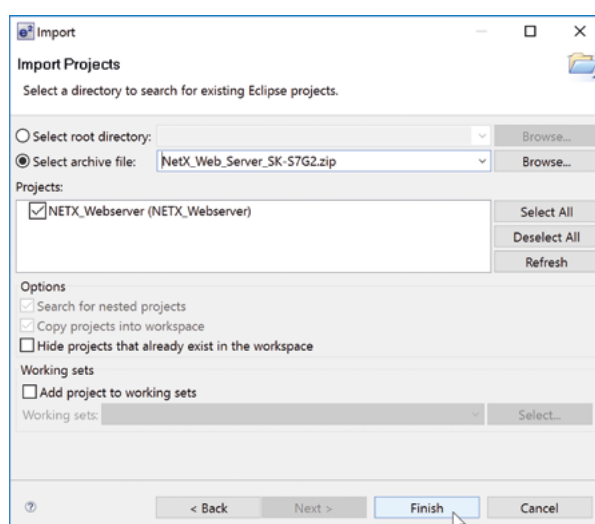 e² Import
Import Projects
Select a directory to search for existing Eclipse projects.
Select root directory:
Browse...
Select archive file:
NetX_Web_Server_SK-S7G2.zip
Browse...
Projects:
NETX_Webserver (NETX_Webserver)
Select All
Deselect All
Refresh
Options
Search for nested projects
Copy projects into workspace
Hide projects that already exist in the workspace
Working sets
Add project to working sets
Working sets:
Select...
?
< Back
Next >
Finish
Cancel